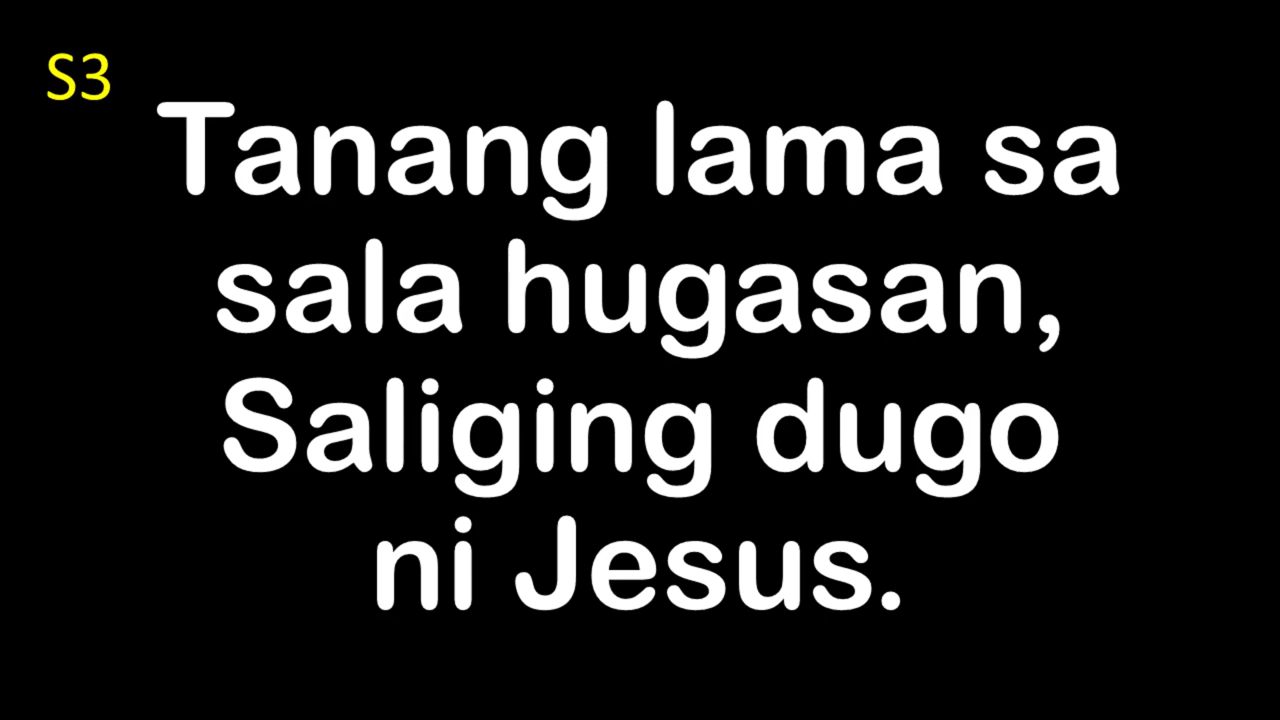 S3
Tanang lama sa
sala hugasan,
Saliging dugo
ni Jesus.